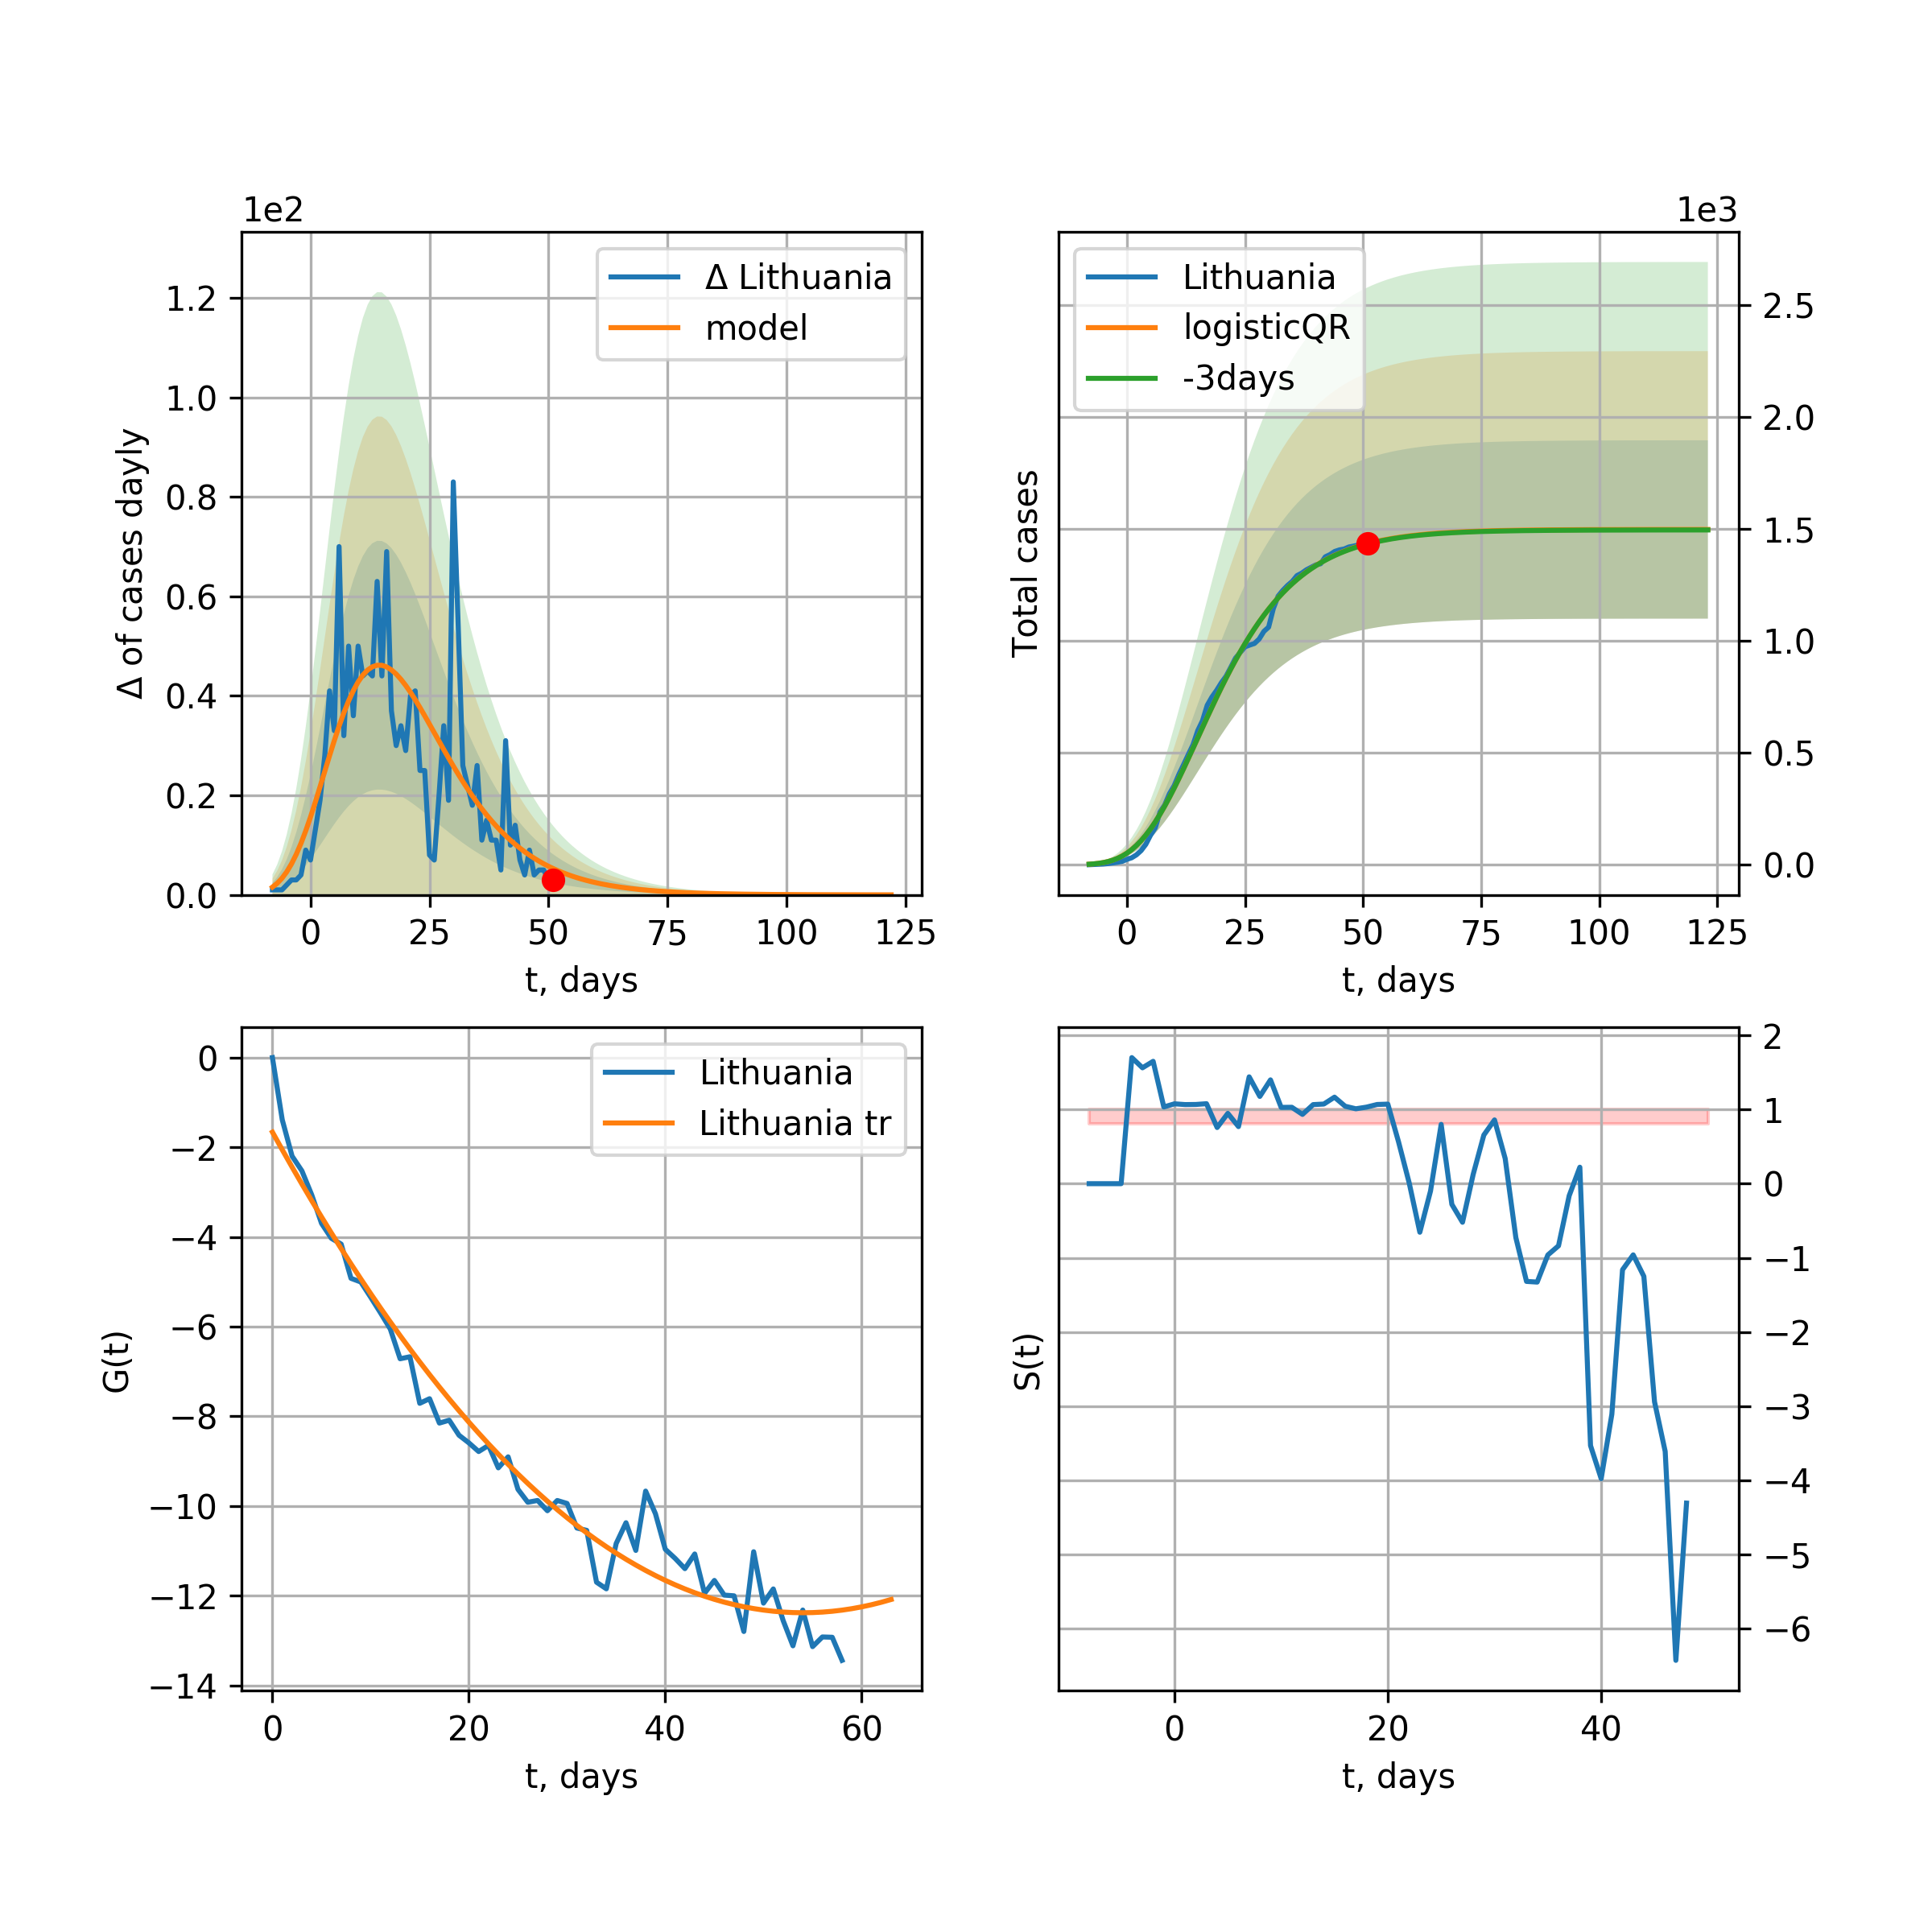 1e2
Δ Lithuania
model
1.2
1.0
0.8
0.6
0.4
0.2
0.0
Δ of cases dayly
0 25 50 75 100 125
t, days
1e3
Lithuania
logisticQR
-3days
2.5
2.0
1.5
1.0
0.5
0.0
Total cases
0 25 50 75 100 125
t, days
Lithuania
Lithuania tr
0
−2
−4
−6
−8
−10
−12
−14
G(t)
0 20 40 60
t, days
2
1
0
−1
−2
−3
−4
−5
−6
S(t)
0 20 40
t, days